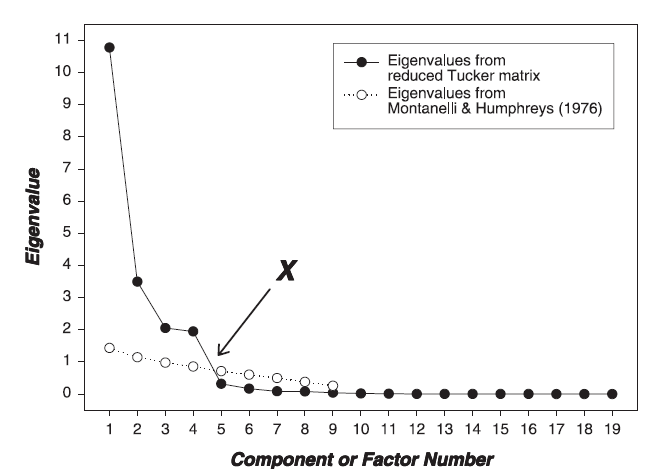 11
10
9
8
7
6
5
4
3
2
1
0
Eigenvalue
Eigenvalues from
reduced Tucker matrix
Eigenvalues from
Montanelli & Humphreys (1976)
X
1 2 3 4 5 6 7 8 9 10 11 12 13 14 15 16 17 18 19
Component or Factor Number